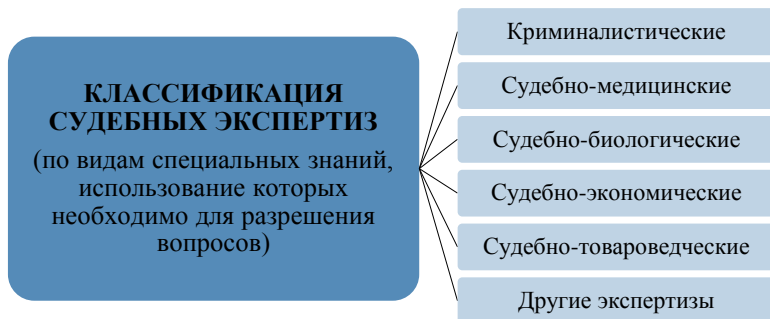 КЛАССИФИКАЦИЯ
СУДЕБНЫХ ЭКСПЕРТИЗ
(по видам специальных знаний,
использование которых
необходимо для разрешения
вопросов)
Криминалистические
Судебно-медицинские
Судебно-биологические
Судебно-экономические
Судебно-товароведческие
Другие экспертизы